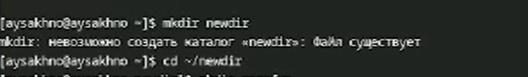 [aysakhno@aysakhno ~]$ mkdir newdir
mkdir: невозможно создать каталог «newdir»: Файл существует
[aysakhno@aysakhno ~]$ cd ~/newdir